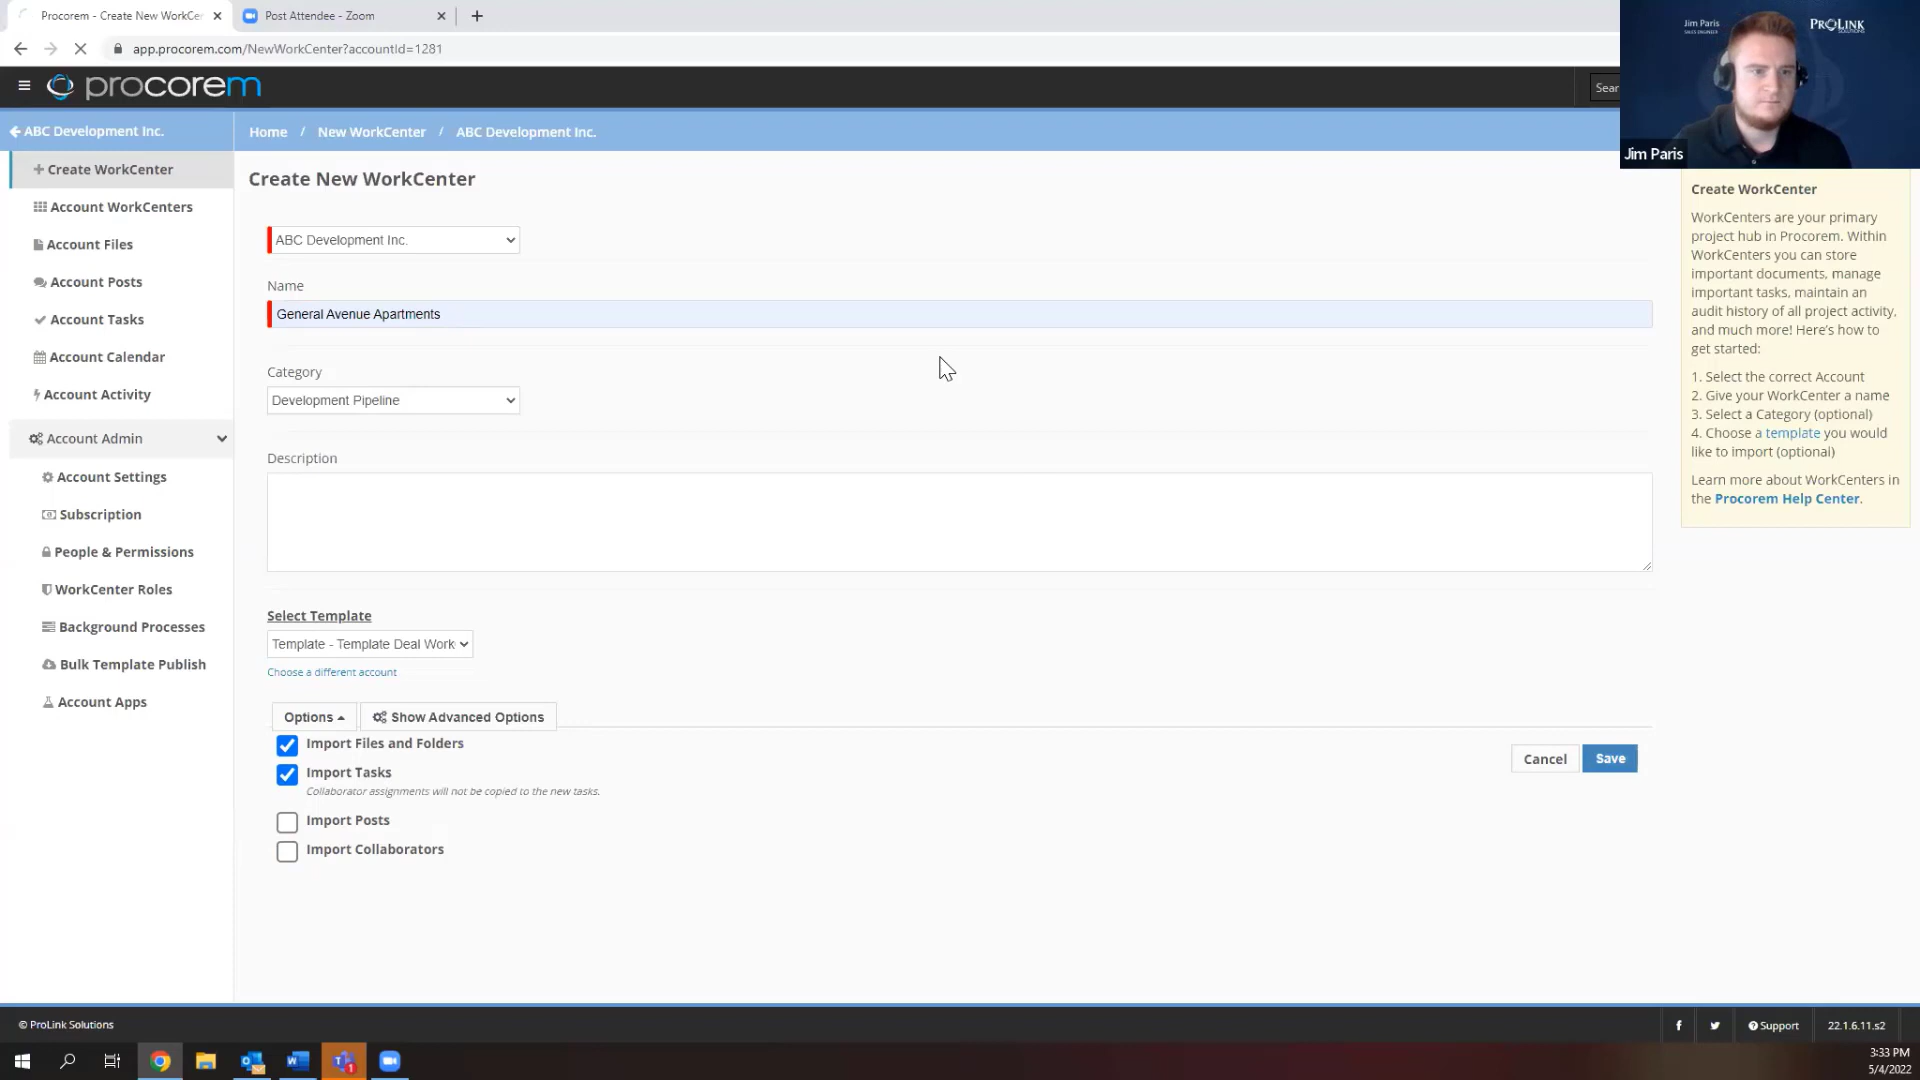 Procorem - Create New WorkCe
Post Attendee - Zoom
app.procorem.com/NewWorkCenter?accountId=1281
procorem
Sear
Jim Paris
SALES ENGINEER
PROLINK
SOLUTIONS
Jim Paris
ABC Development Inc.
Home / New WorkCenter / ABC Development Inc.
Create WorkCenter
Account WorkCenters
Account Files
Account Posts
Account Tasks
Account Calendar
Account Activity
Account Admin
Account Settings
Subscription
People & Permissions
WorkCenter Roles
Background Processes
Bulk Template Publish
Account Apps
Create New WorkCenter
ABC Development Inc.
Name
General Avenue Apartments
Category
Development Pipeline
Description
Select Template
Template - Template Deal Work
Choose a different account
Options
Show Advanced Options
Import Files and Folders
Import Tasks
Collaborator assignments will not be copied to the new tasks.
Import Posts
Import Collaborators
Cancel
Save
Create WorkCenter
WorkCenters are your primary
project hub in Procorem. Within
WorkCenters you can store
important documents, manage
important tasks, maintain an
audit history of all project activity,
and much more! Here's how to
get started:
1. Select the correct Account
2. Give your WorkCenter a name
3. Select a Category (optional)
4. Choose a template you would
like to import (optional)
Learn more about WorkCenters in
the Procorem Help Center.
© ProLink Solutions
Support
22.1.6.11.s2
3:33 PM
5/4/2022